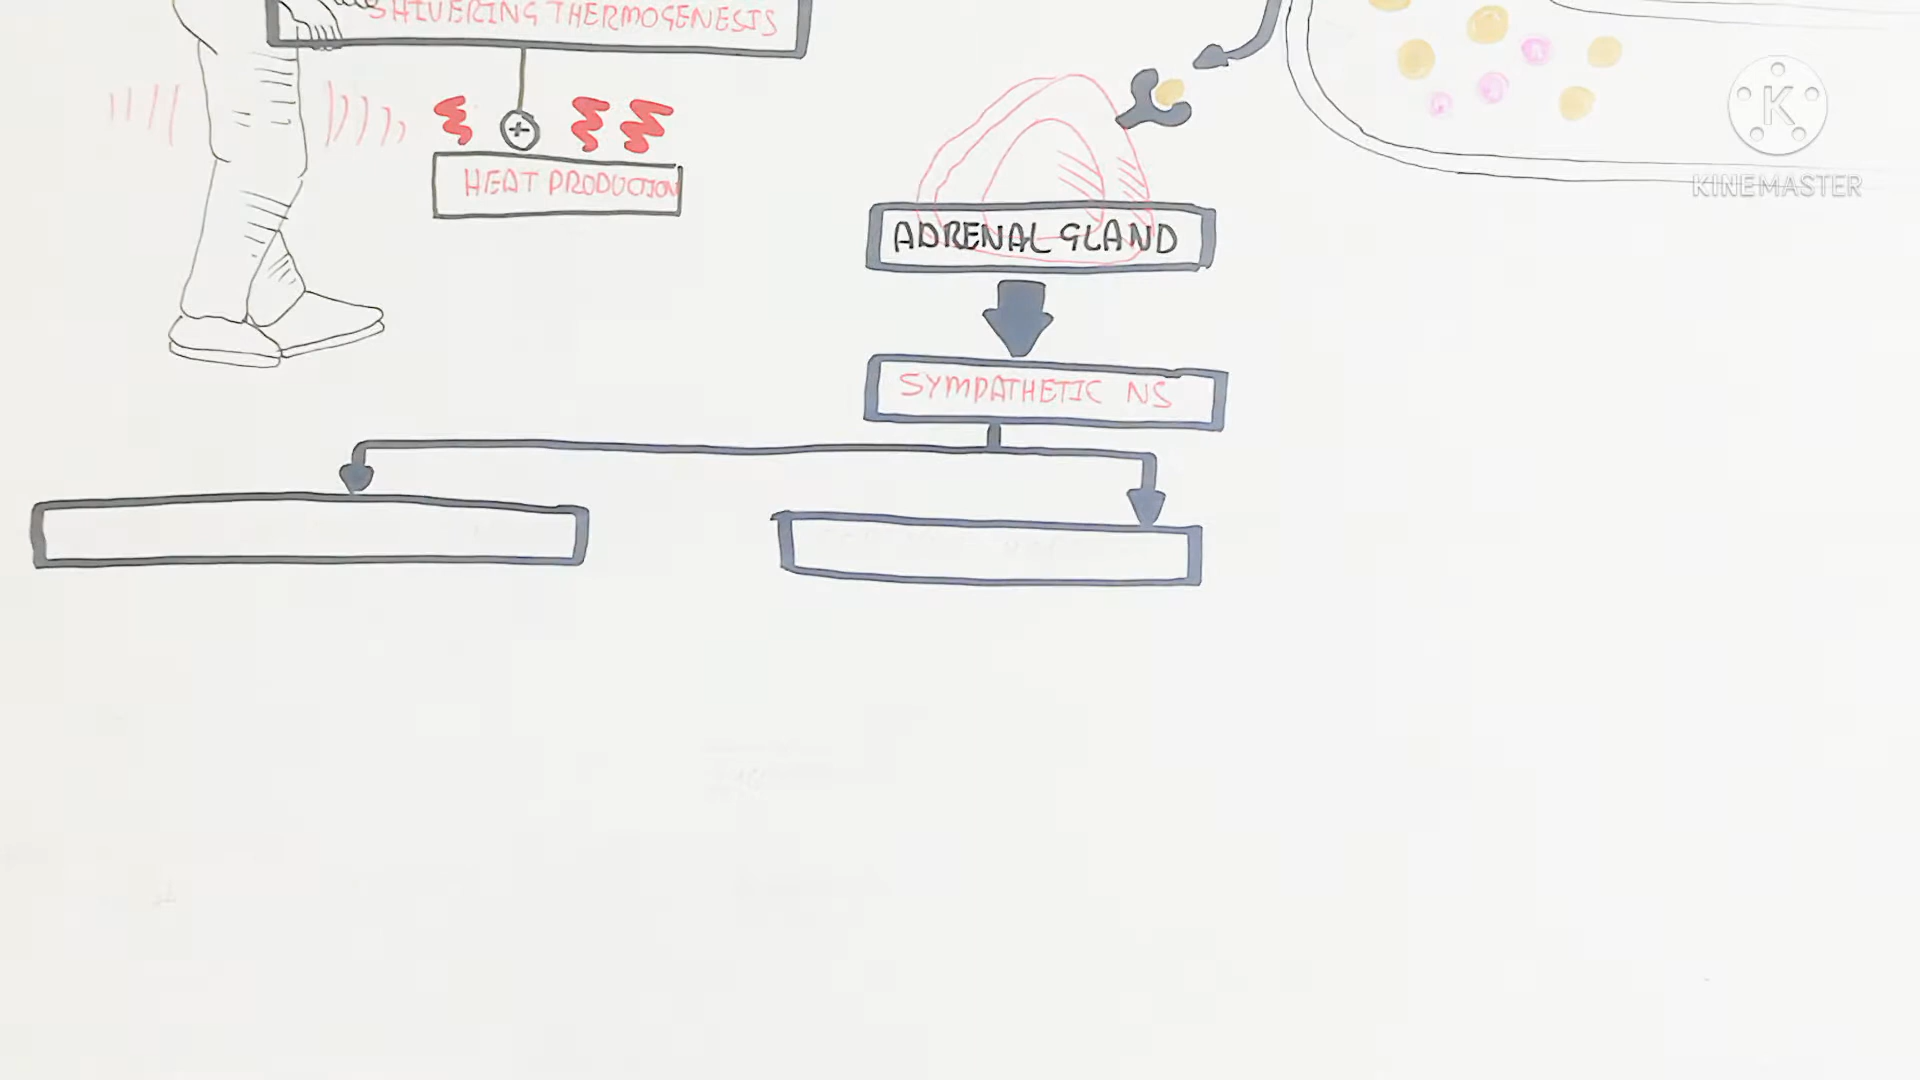 SHIVERING THERMOGENESIS
HEAT PRODUCTION
K
KINEMASTER
ADRENAL GLAND
SYMPATHETIC NS